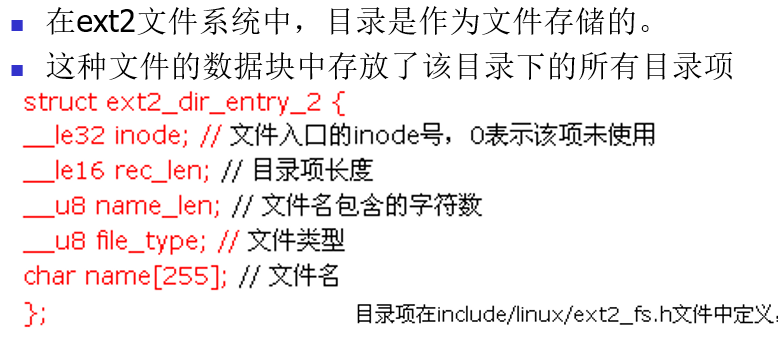 在ext2文件系统中，目录是作为文件存储的。
这种文件的数据块中存放了该目录下的所有目录项
struct ext2_dir_entry_2 {
__le32 inode; // 文件入口的inode号，0表示该项未使用
__le16 rec_len; // 目录项长度
__u8 name_len; // 文件名包含的字符数
__u8 file_type; // 文件类型
char name[255]; // 文件名
};
目录项在include/linux/ext2_fs.h文件中定义，